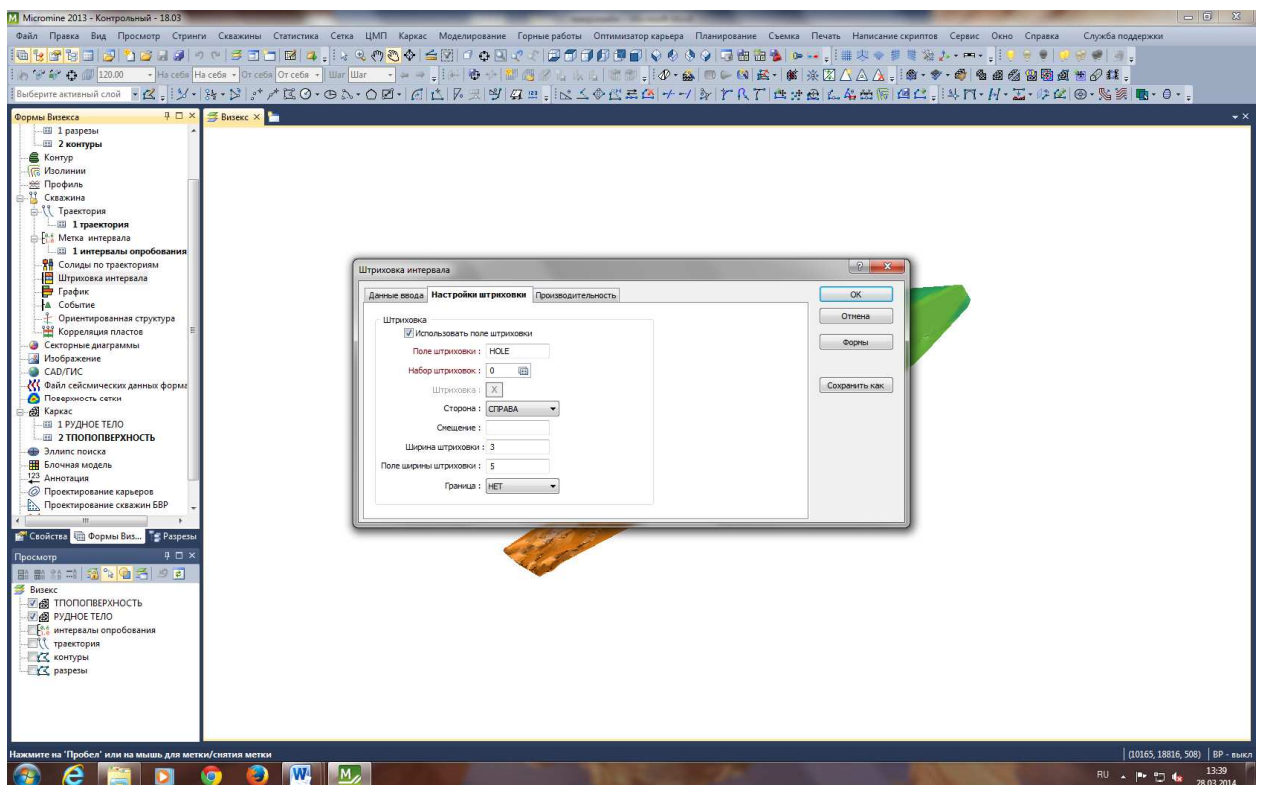 Micromine 2013 - Контрольный - 18.03
Файл Правка Вид Просмотр Стринги Скважины Статистика Сетка ЦМП Каркас Моделирование Горные работы Оптимизатор карьера Планирование Съемка Печать Написание скриптов Сервис Окно Справка Служба поддержки
120.00 На себя На себя От себя От себя Шаг Шаг
Выберите активный слой
Формы Визекса
Визекс
1 разрезы
2 контуры
Контур
Изолинии
Профиль
Скважина
Траектория
1 траектория
Метка интервала
1 интервалы опробования
Солиды по траекториям
Штриховка интервала
График
Событие
Ориентированная структура
Корреляция пластов
Секторные диаграммы
Изображение
CAD/ГИС
Файл сейсмических данных форма
Поверхность сетки
Каркас
1 РУДНОЕ ТЕЛО
2 ТПОПОПВЕРХНОСТЬ
Эллипс поиска
Блочная модель
Аннотация
Проектирование карьеров
Проектирование скважин БВР
Свойства Формы Виз... Разрезы
Просмотр
Визекс
ТПОПОПВЕРХНОСТЬ
РУДНОЕ ТЕЛО
интервалы опробования
траектория
контуры
разрезы
Штриховка интервала
Данные ввода Настройки штриховки Производительность
Штриховка
Использовать поле штриховки
Поле штриховки : HOLE
Набор штриховок : 0
Штриховка : X
Сторона : СПРАВА
Смещение :
Ширина штриховки : 3
Поле ширины штриховки : 5
Граница : НЕТ
OK
Отмена
Формы
Сохранить как
Нажмите на 'Пробел' или на мышь для метки/снятия метки
(10165, 18816, 508) ВР - выкл
RU
13:39
28.03.2014